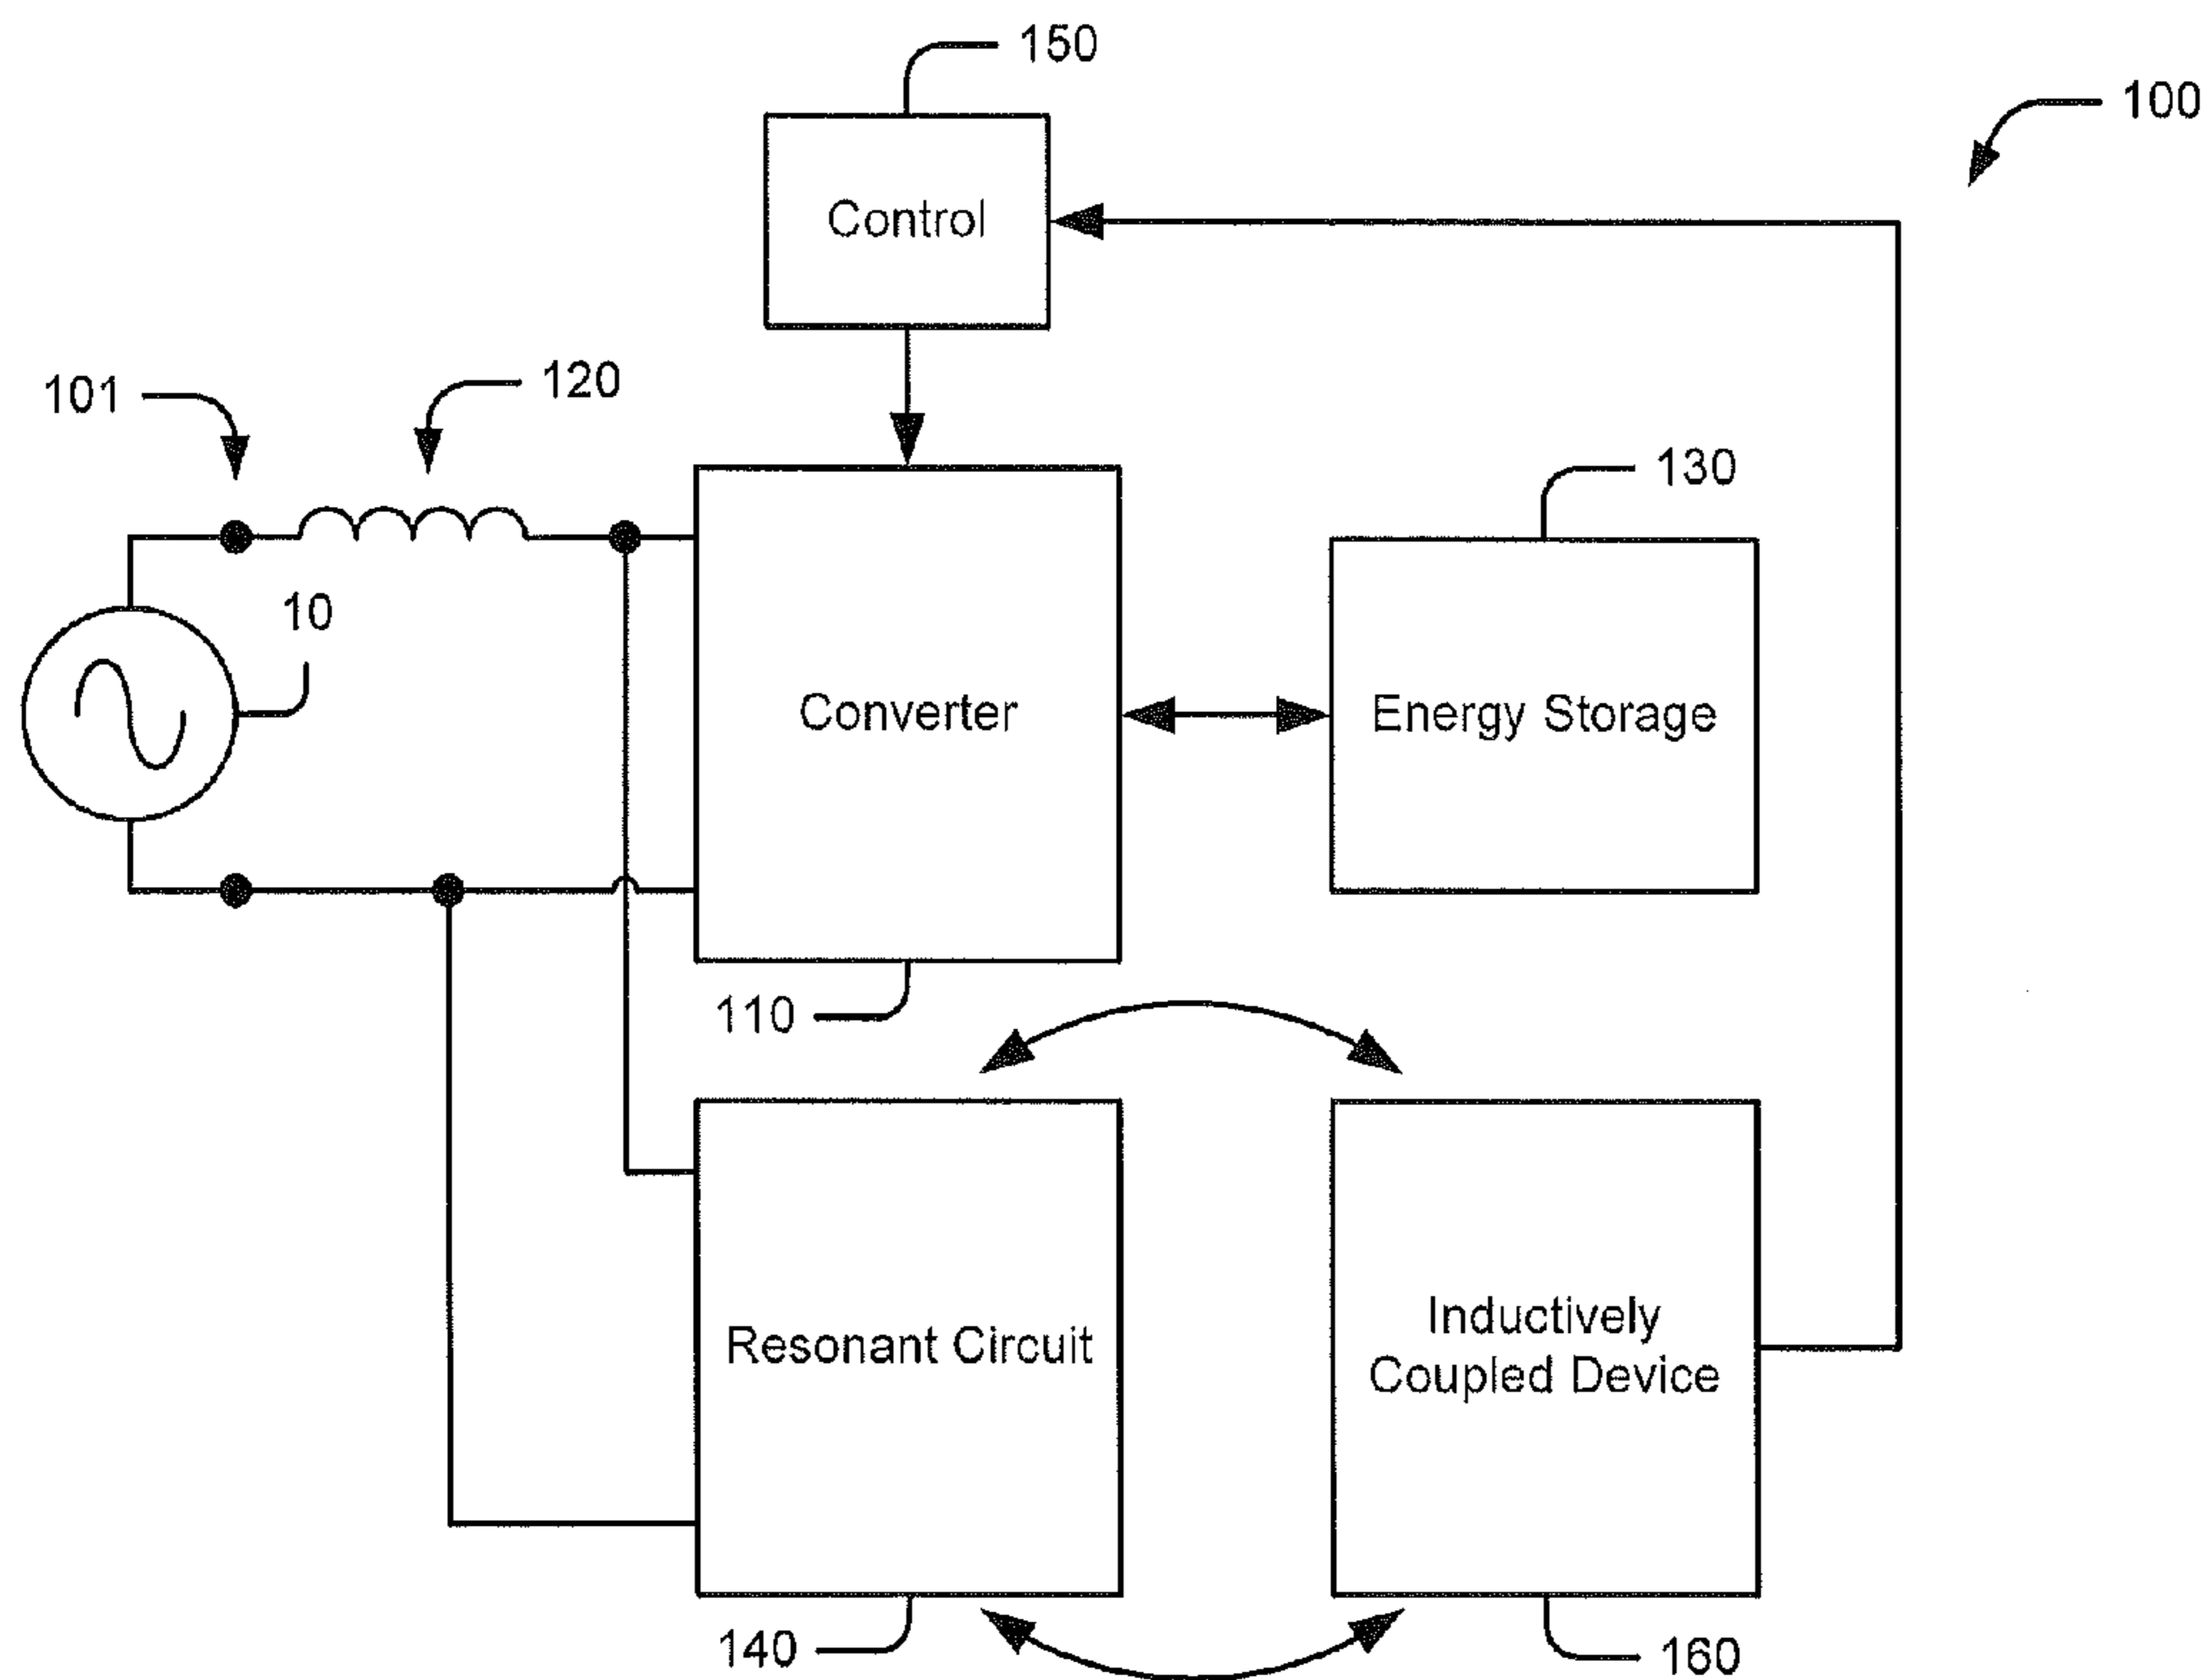 150
100
Control
101
120
130
10
Converter
Energy Storage
110
Inductively
Resonant Circuit
Coupled Device
140
160